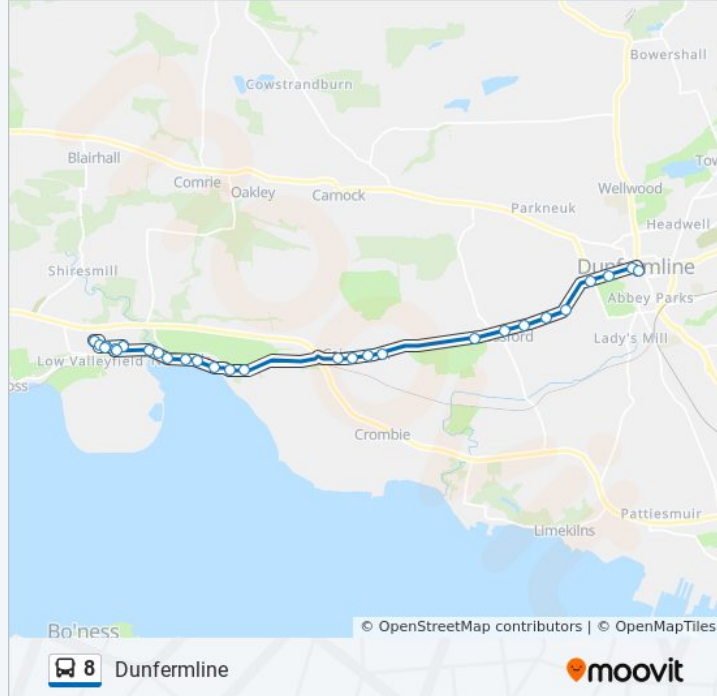 Bowershall
Cowstrandburn
Blairhall
Comrie
Oakley
Carnock
Wellwood
Parkneuk
Headwell
Shiresmill
Dunfermline
Abbey Parks
Lady's Mill
Low Valleyfield
Crombie
Pattiesmuir
Limekilns
Bo'ness
© OpenStreetMap contributors | © OpenMapTiles
8 Dunfermline
moovit